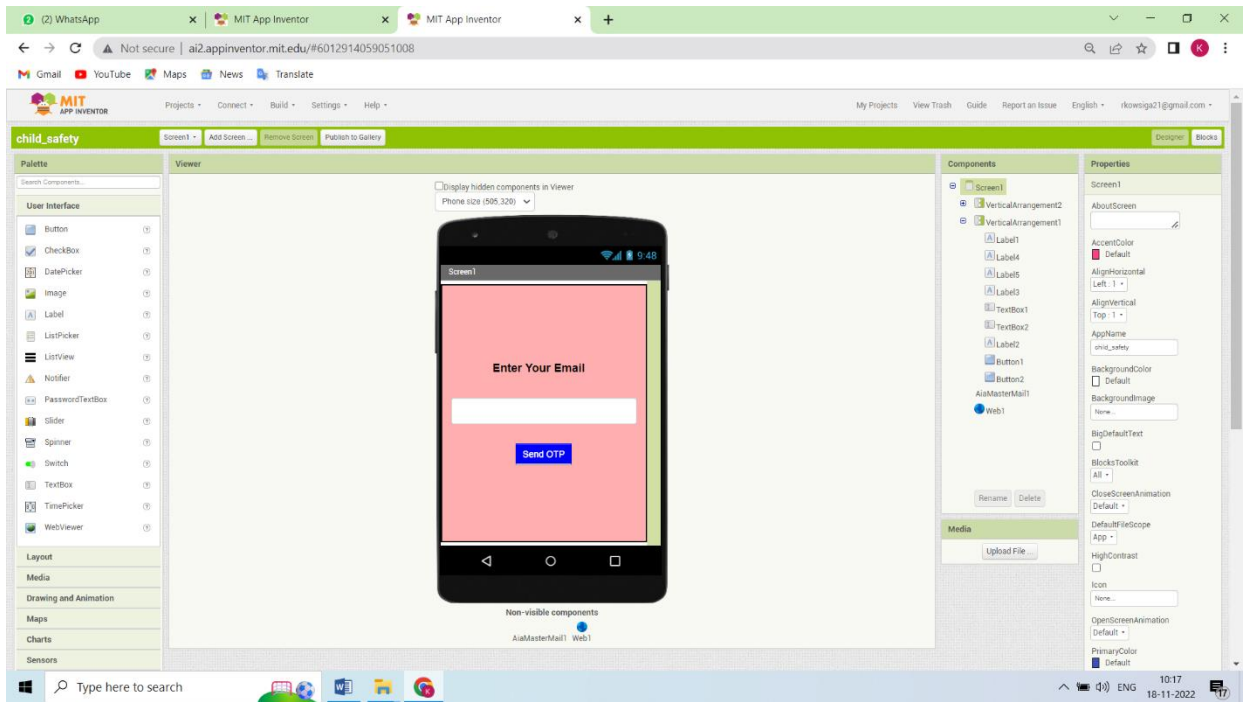 (2) WhatsApp
MIT App Inventor
MIT App Inventor
Not secure | ai2.appinventor.mit.edu/#6012914059051008
K
Gmail YouTube Maps News Translate
MIT
APP INVENTOR
Projects Connect Build Settings Help
My Projects View Trash Guide Report an Issue English rkowsiga21@gmail.com
child_safety
Screen1 Add Screen ... Remove Screen Publish to Gallery
Designer Blocks
Palette
Search Components...
User Interface
Button
CheckBox
DatePicker
Image
Label
ListPicker
ListView
Notifier
PasswordTextBox
Slider
Spinner
Switch
TextBox
TimePicker
WebViewer
Layout
Media
Drawing and Animation
Maps
Charts
Sensors
Viewer
Display hidden components in Viewer
Phone size (505,320)
9:48
Screen1
Enter Your Email
Send OTP
Non-visible components
AiaMasterMail1 Web1
Components
Screen1
VerticalArrangement2
VerticalArrangement1
Label1
Label4
Label5
Label3
TextBox1
TextBox2
Label2
Button1
Button2
AiaMasterMail1
Web1
Rename Delete
Media
Upload File ...
Properties
Screen1
AboutScreen
AccentColor
Default
AlignHorizontal
Left : 1
AlignVertical
Top : 1
AppName
child_safety
BackgroundColor
Default
BackgroundImage
None...
BigDefaultText
BlocksToolkit
All
CloseScreenAnimation
Default
DefaultFileScope
App
HighContrast
Icon
None...
OpenScreenAnimation
Default
PrimaryColor
Default
Type here to search
ENG
10:17
18-11-2022
17